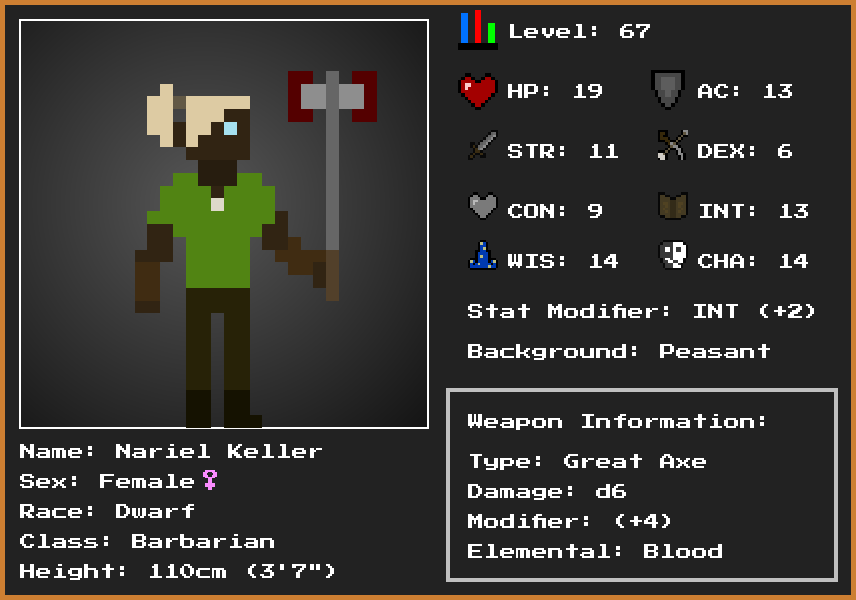 Level: 67
HP: 19 AC: 13
STR: 11 DEX: 6
CON: 9 INT: 13
WIS: 14 CHA: 14
Stat Modifier: INT (+2)
Background: Peasant
Weapon Information:
Type: Great Axe
Damage: d6
Modifier: (+4)
Elemental: Blood
Name: Nariel Keller
Sex: Female♀
Race: Dwarf
Class: Barbarian
Height: 110cm (3'7")